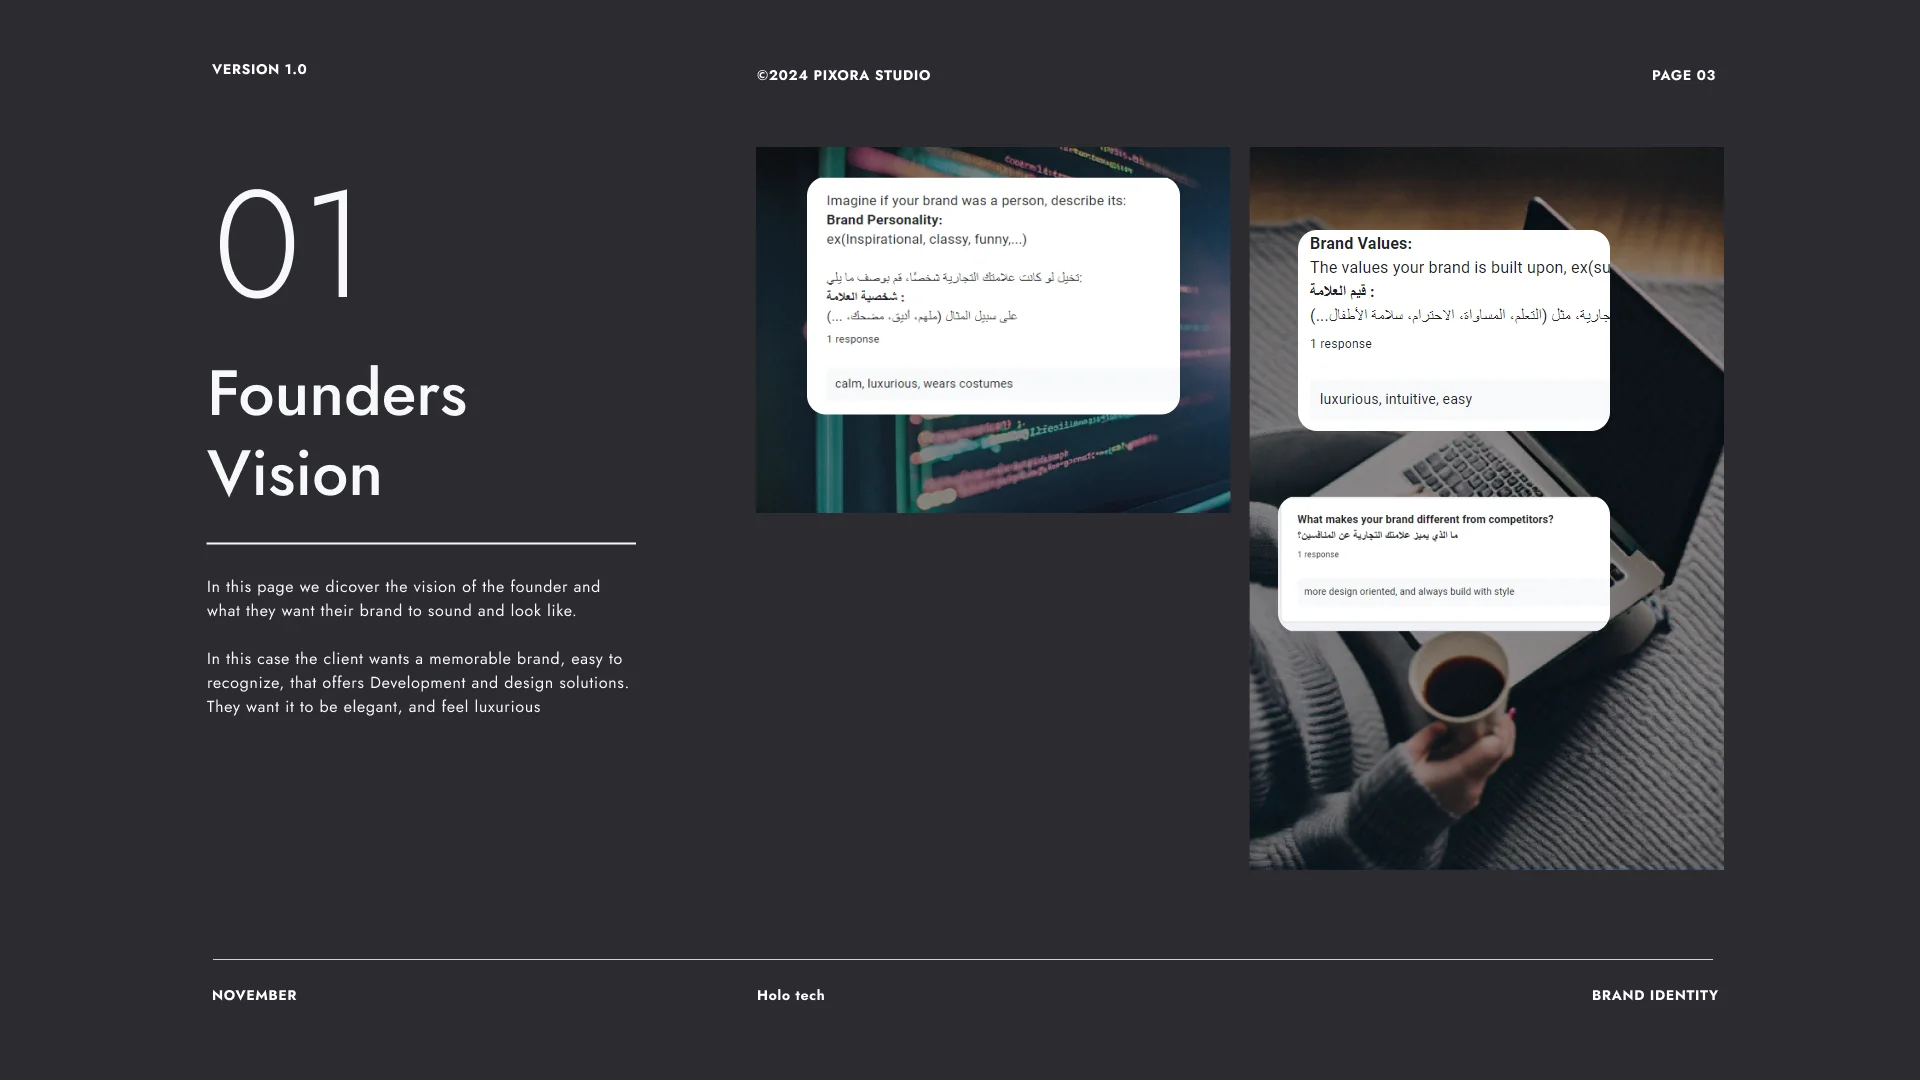 VERSION 1.0
©2024 PIXORA STUDIO
PAGE 03
01
Founders
Vision
In this page we dicover the vision of the founder and
what they want their brand to sound and look like.
In this case the client wants a memorable brand, easy to
recognize, that offers Development and design solutions.
They want it to be elegant, and feel luxurious
Imagine if your brand was a person, describe its:
Brand Personality:
ex(Inspirational, classy, funny,...)
تخيل لو كانت علامتك التجارية شخصًا، قم بوصف ما يلي:
شخصية العلامة :
على سبيل المثال (ملهم، أنيق، مضحك، ...)
1 response
calm, luxurious, wears costumes
Brand Values:
The values your brand is built upon, ex(su
قيم العلامة :
جارية، مثل (التعلم، المساواة، الاحترام، سلامة الأطفال...)
1 response
luxurious, intuitive, easy
What makes your brand different from competitors?
ما الذي يميز علامتك التجارية عن المنافسين؟
1 response
more design oriented, and always build with style
NOVEMBER
Holo tech
BRAND IDENTITY